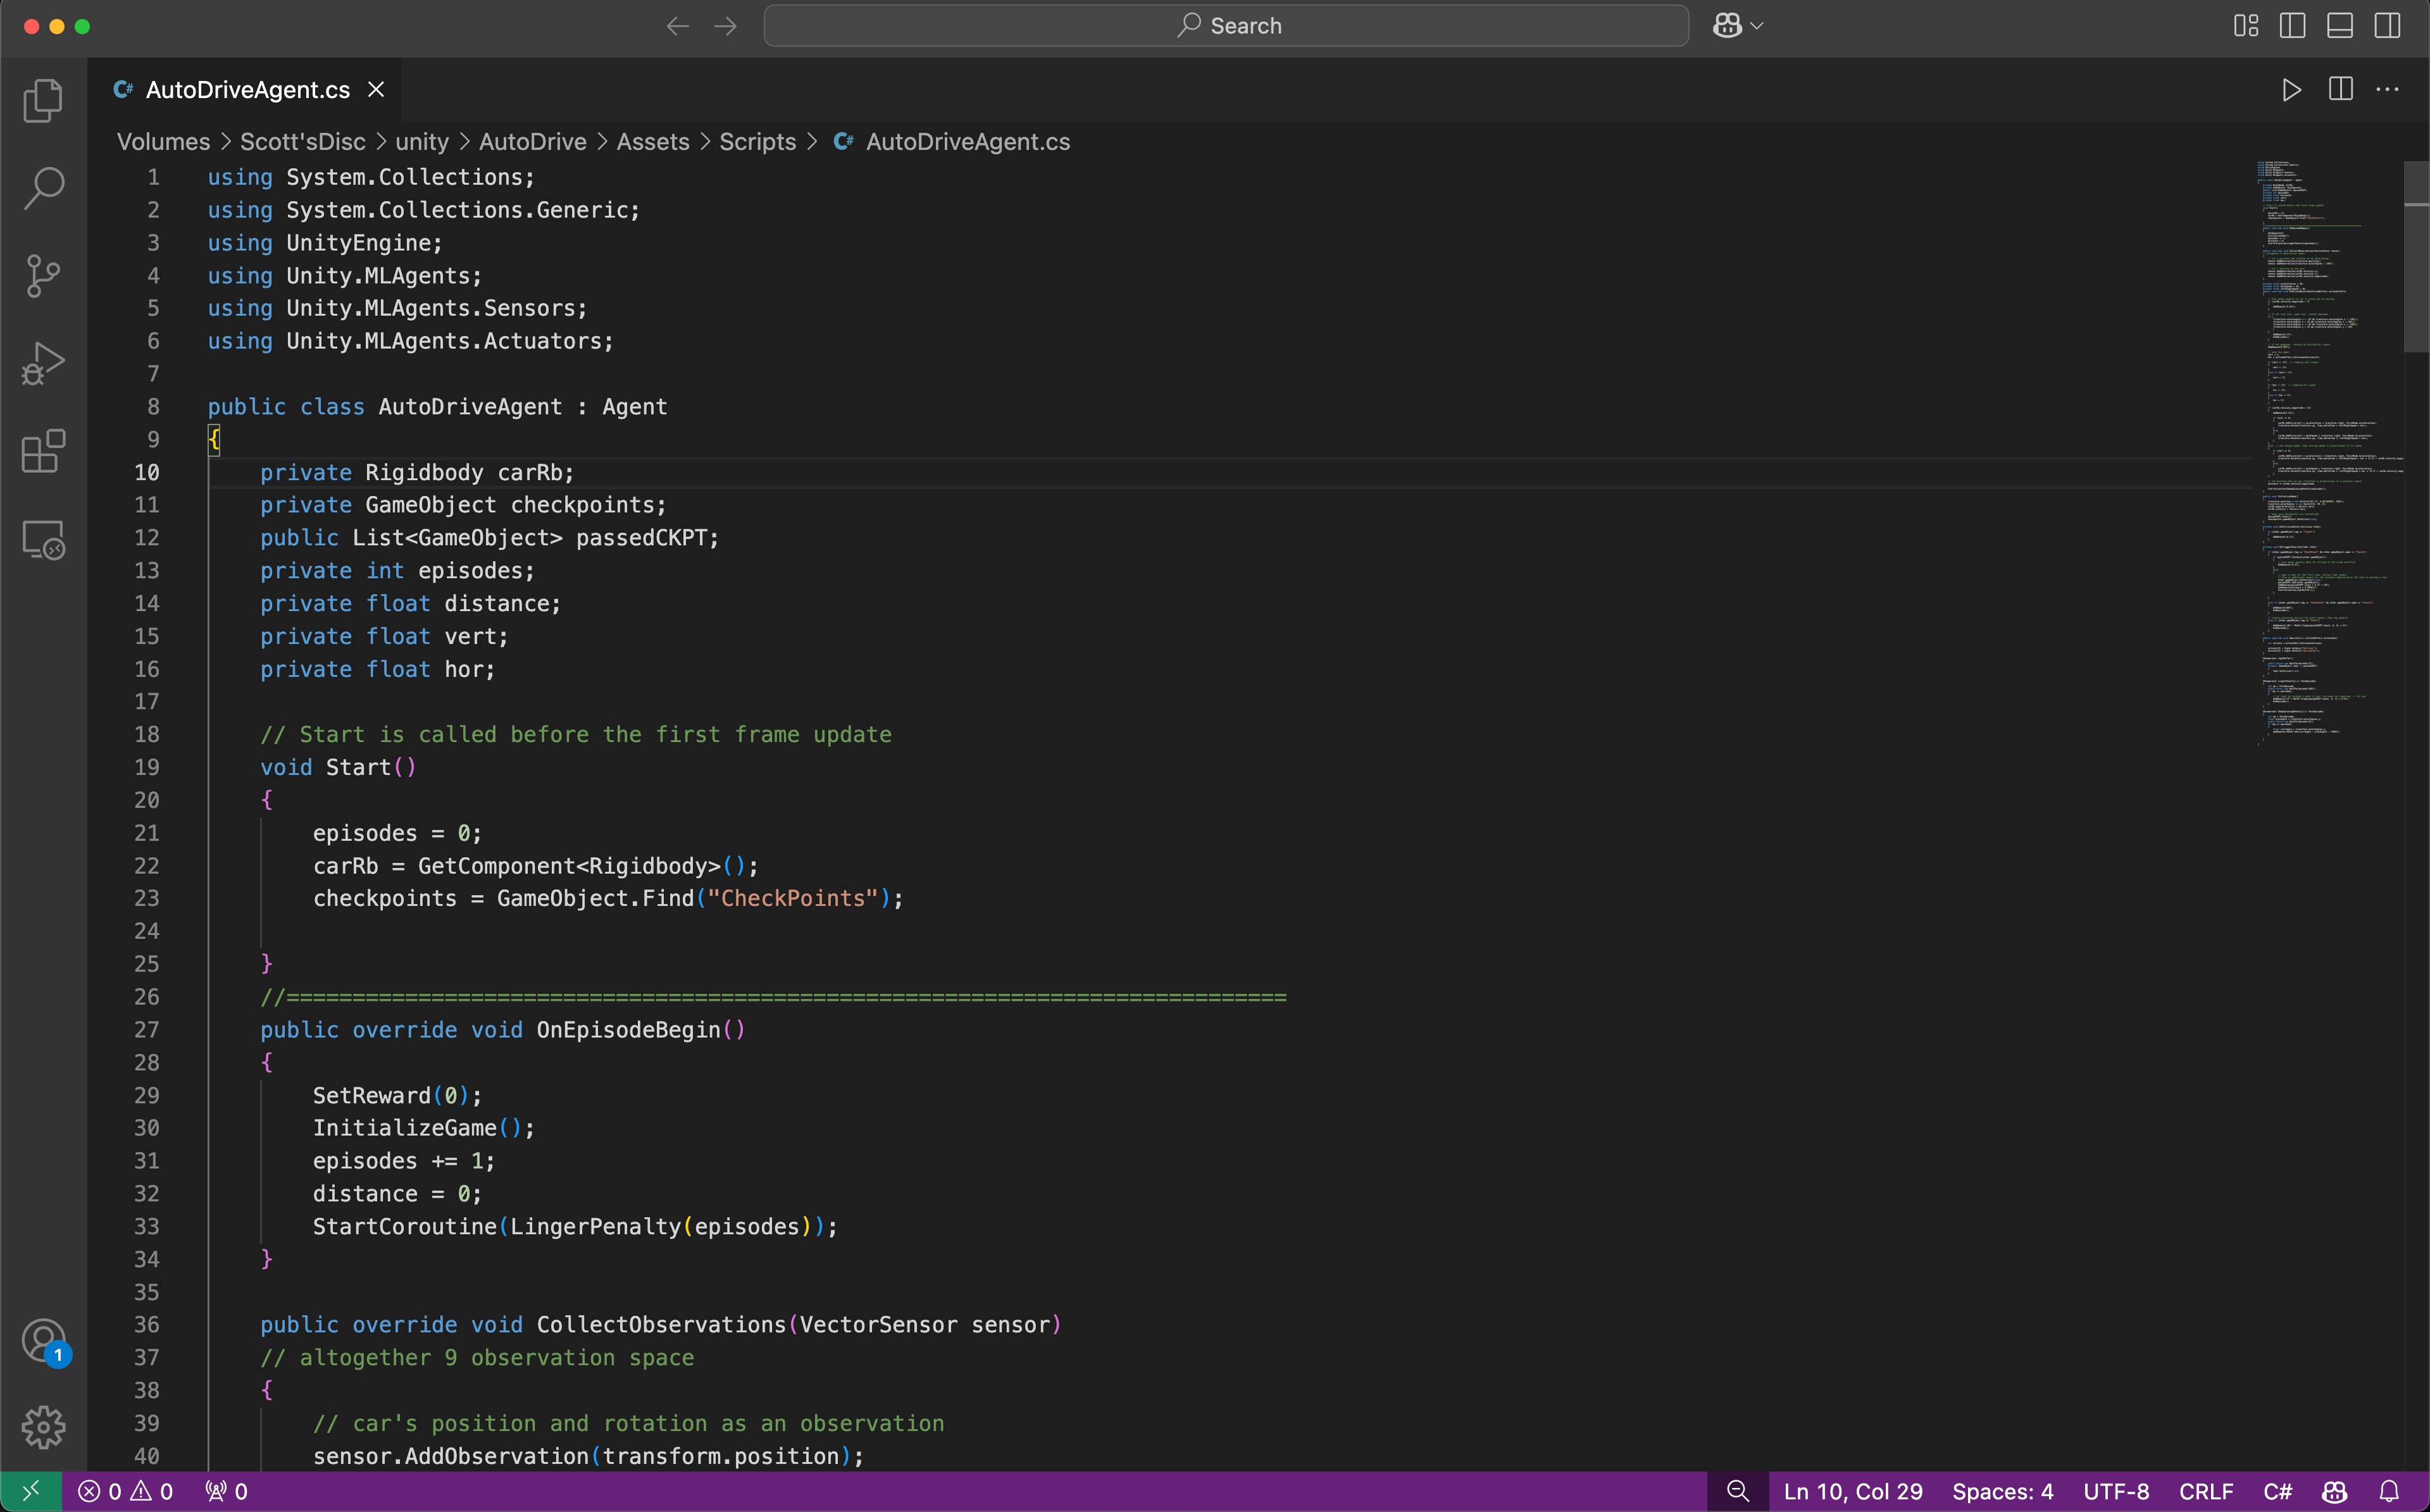 Search
AutoDriveAgent.cs
Volumes > Scott'sDisc > unity > AutoDrive > Assets > Scripts > AutoDriveAgent.cs
1 using System.Collections;
2 using System.Collections.Generic;
3 using UnityEngine;
4 using Unity.MLAgents;
5 using Unity.MLAgents.Sensors;
6 using Unity.MLAgents.Actuators;
7
8 public class AutoDriveAgent : Agent
9 {
10     private Rigidbody carRb;
11     private GameObject checkpoints;
12     public List<GameObject> passedCKPT;
13     private int episodes;
14     private float distance;
15     private float vert;
16     private float hor;
17
18     // Start is called before the first frame update
19     void Start()
20     {
21         episodes = 0;
22         carRb = GetComponent<Rigidbody>();
23         checkpoints = GameObject.Find("CheckPoints");
24
25     }
26     //============================================================================
27     public override void OnEpisodeBegin()
28     {
29         SetReward(0);
30         InitializeGame();
31         episodes += 1;
32         distance = 0;
33         StartCoroutine(LingerPenalty(episodes));
34     }
35
36     public override void CollectObservations(VectorSensor sensor)
37     // altogether 9 observation space
38     {
39         // car's position and rotation as an observation
40         sensor.AddObservation(transform.position);
1
0 0 0 Ln 10, Col 29 Spaces: 4 UTF-8 CRLF C#